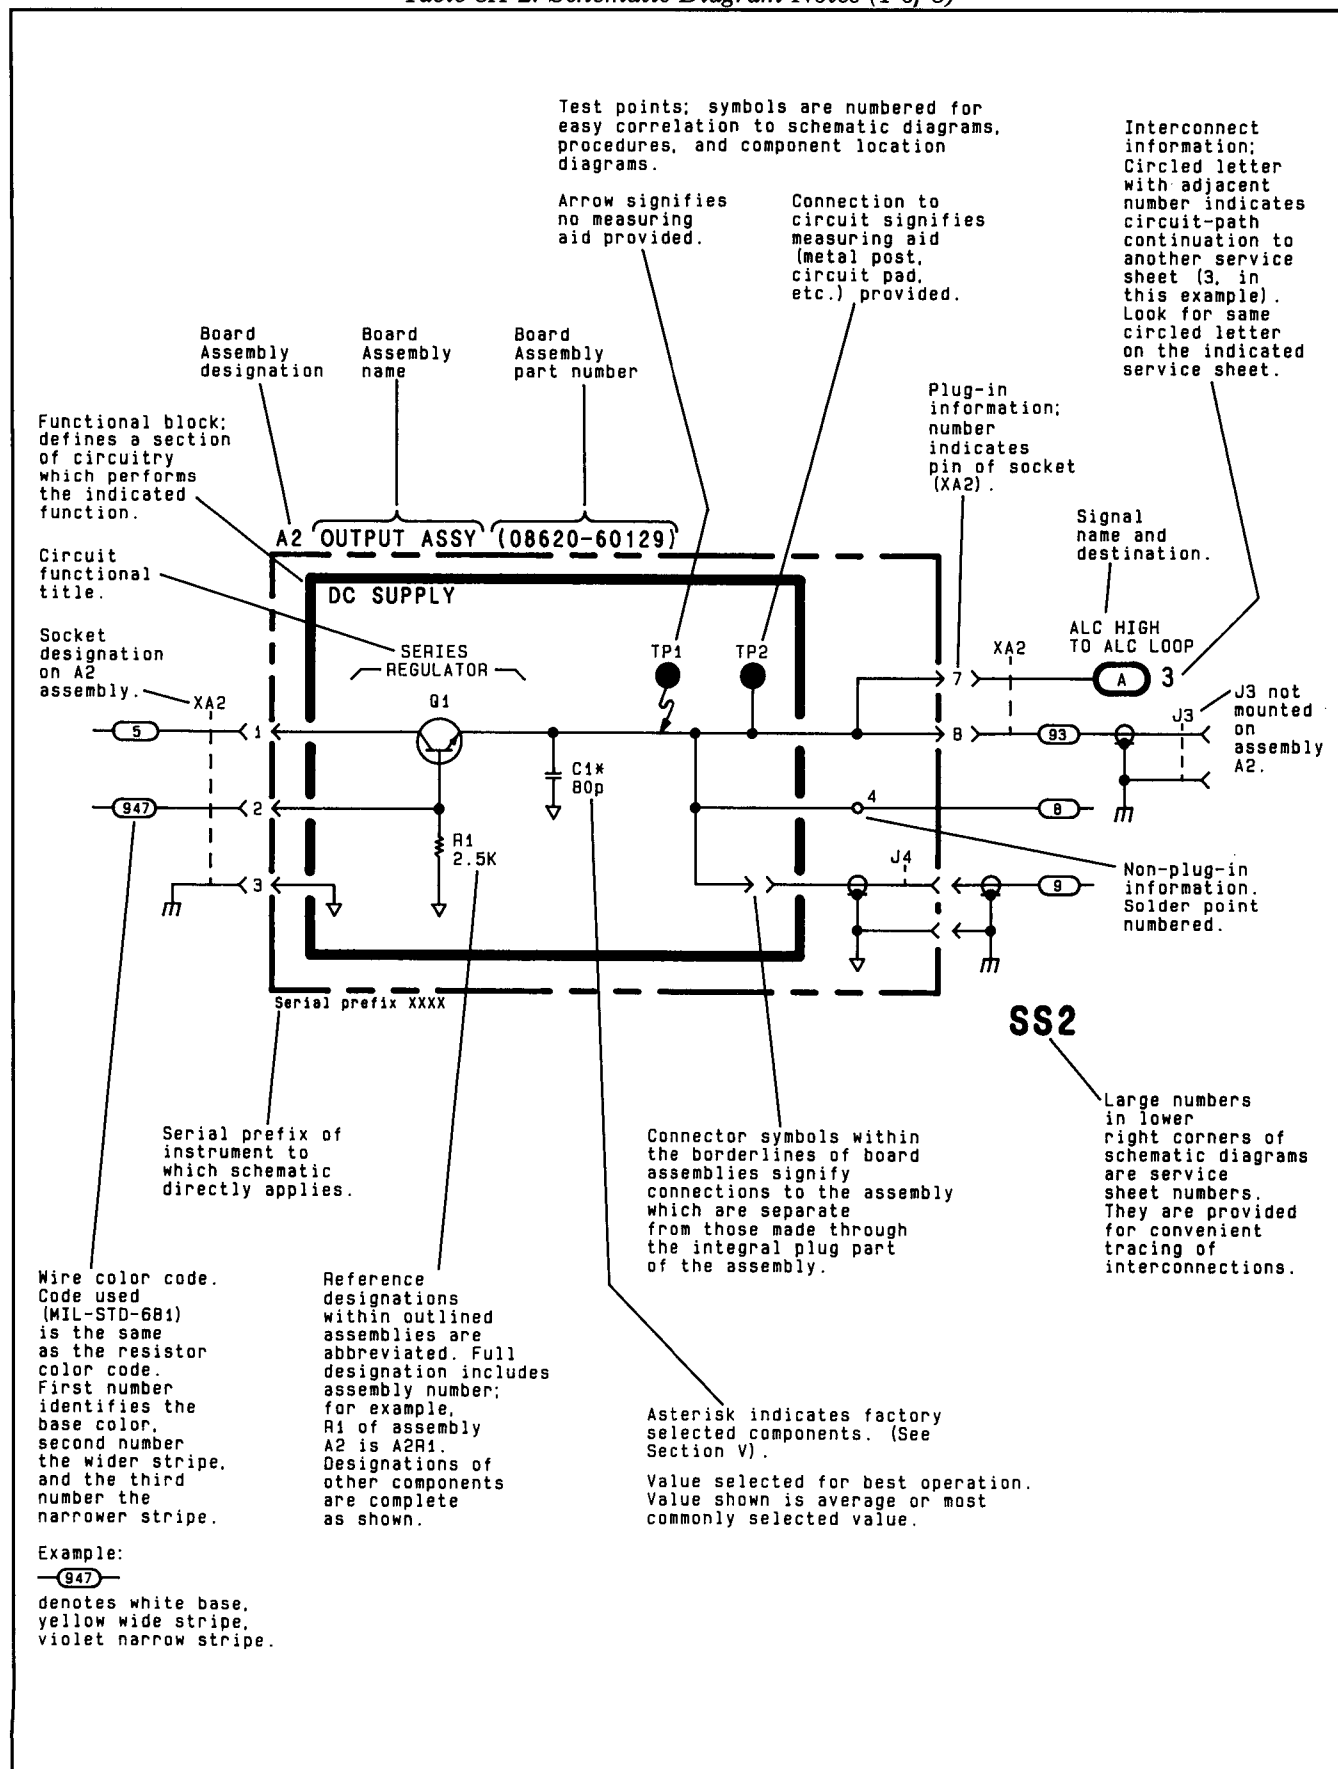 Table 8A-2. Schematic Diagram Notes (1 of 3)
Test points; symbols are numbered for
easy correlation to schematic diagrams,
procedures, and component location
diagrams.
Arrow signifies
no measuring
aid provided.
Connection to
circuit signifies
measuring aid
(metal post,
circuit pad,
etc.) provided.
Interconnect
information;
Circled letter
with adjacent
number indicates
circuit-path
continuation to
another service
sheet (3, in
this example).
Look for same
circled letter
on the indicated
service sheet.
Board
Assembly
designation
Board
Assembly
name
Board
Assembly
part number
Plug-in
information;
number
indicates
pin of socket
(XA2).
Functional block;
defines a section
of circuitry
which performs
the indicated
function.
Signal
name and
destination.
A2 OUTPUT ASSY (08620-60129)
Circuit
functional
title.
DC SUPPLY
Socket
designation
on A2
assembly.
SERIES
REGULATOR
TP1
TP2
ALC HIGH
TO ALC LOOP
XA2
7
A
3
J3 not
mounted
on
assembly
A2.
XA2
Q1
J3
5
1
8
93
C1*
80p
947
2
4
8
R1
2.5K
3
J4
9
Non-plug-in
information.
Solder point
numbered.
Serial prefix XXXX
SS2
Serial prefix of
instrument to
which schematic
directly applies.
Connector symbols within
the borderlines of board
assemblies signify
connections to the assembly
which are separate
from those made through
the integral plug part
of the assembly.
Large numbers
in lower
right corners of
schematic diagrams
are service
sheet numbers.
They are provided
for convenient
tracing of
interconnections.
Wire color code.
Code used
(MIL-STD-681)
is the same
as the resistor
color code.
First number
identifies the
base color,
second number
the wider stripe,
and the third
number the
narrower stripe.
Example:
947
denotes white base,
yellow wide stripe,
violet narrow stripe.
Reference
designations
within outlined
assemblies are
abbreviated. Full
designation includes
assembly number;
for example,
R1 of assembly
A2 is A2R1.
Designations of
other components
are complete
as shown.
Asterisk indicates factory
selected components. (See
Section V).
Value selected for best operation.
Value shown is average or most
commonly selected value.